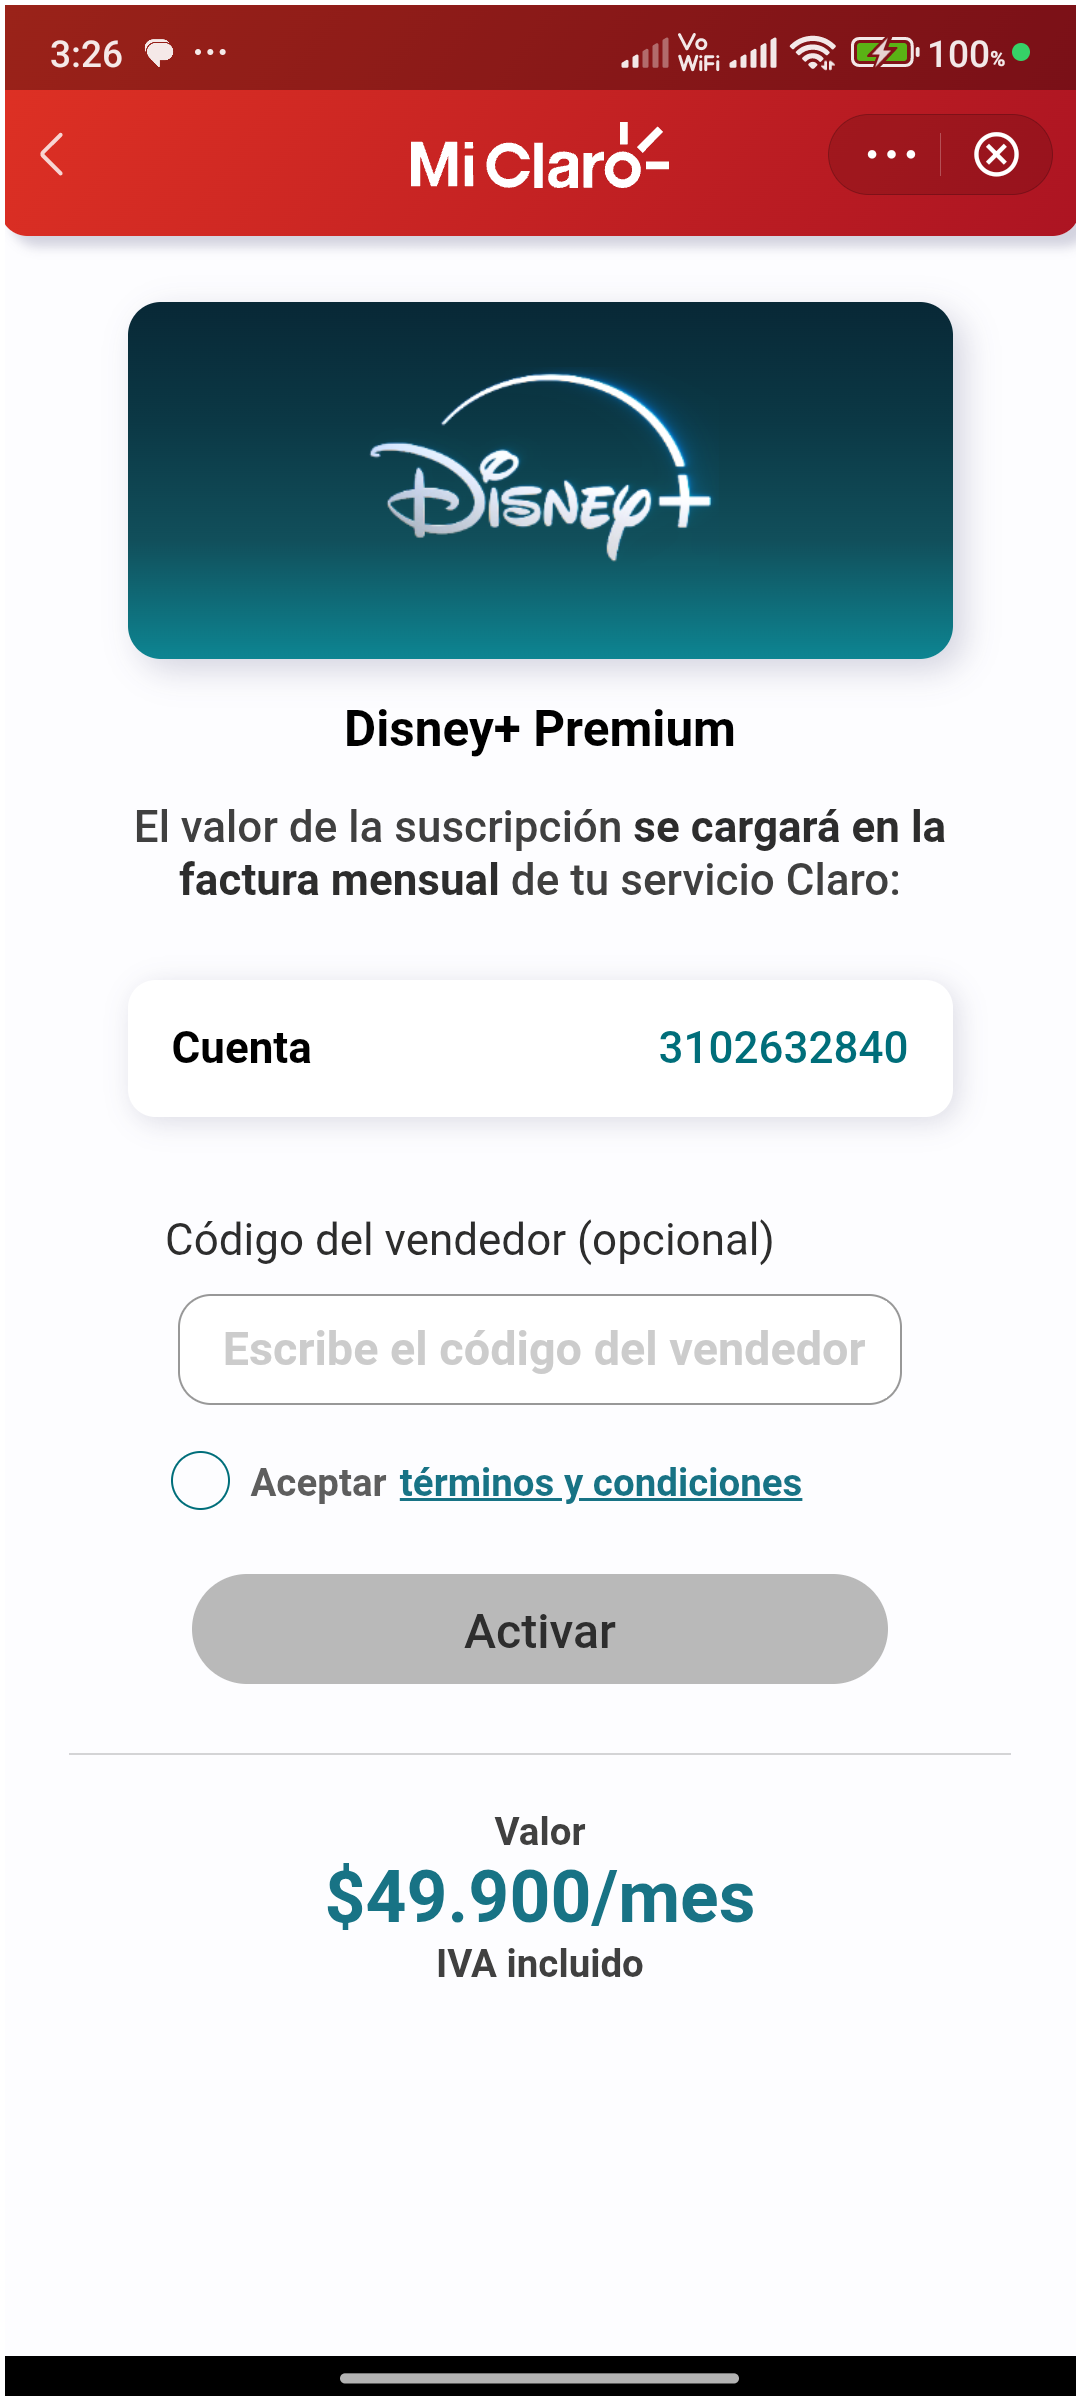 3:26
Vo
WiFi
100%
Mi Claro
Disney+
Disney+ Premium
El valor de la suscripción se cargará en la
factura mensual de tu servicio Claro:
Cuenta 3102632840
Código del vendedor (opcional)
Escribe el código del vendedor
Aceptar términos y condiciones
Activar
Valor
$49.900/mes
IVA incluido